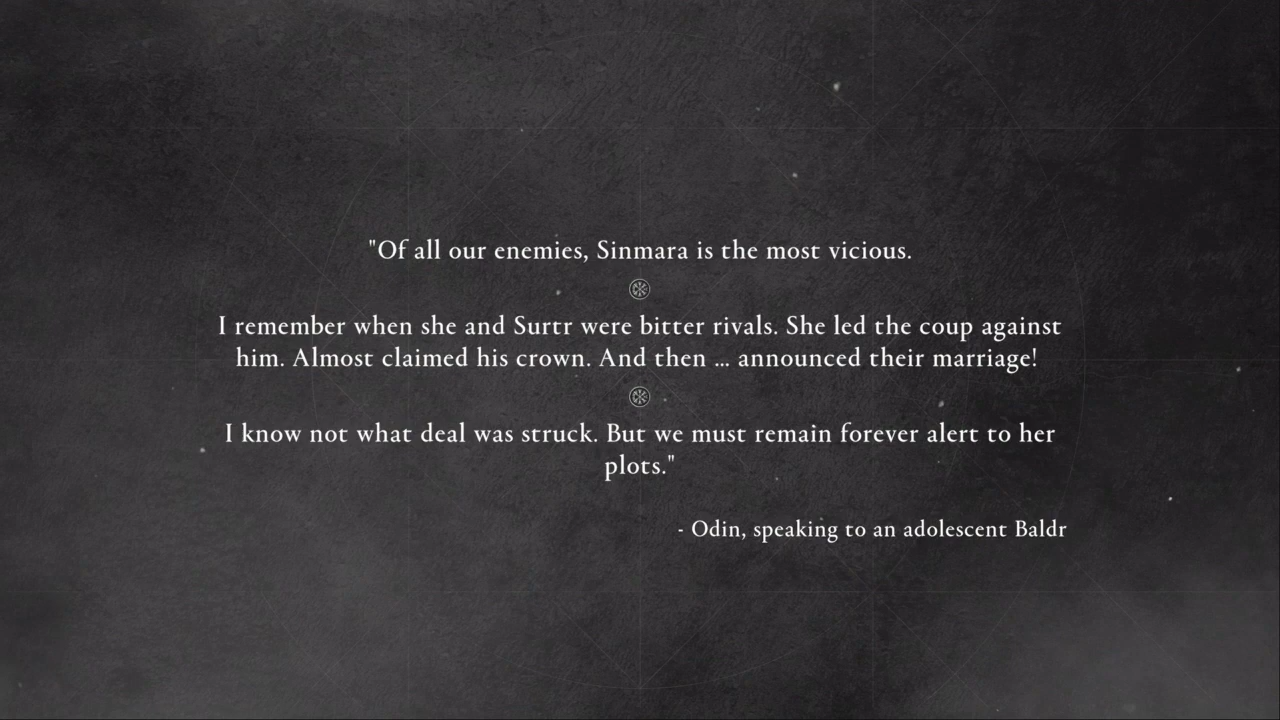 "Of all our enemies, Sinmara is the most vicious.
I remember when she and Surtr were bitter rivals. She led the coup against
him. Almost claimed his crown. And then ... announced their marriage!
I know not what deal was struck. But we must remain forever alert to her
plots."
- Odin, speaking to an adolescent Baldr